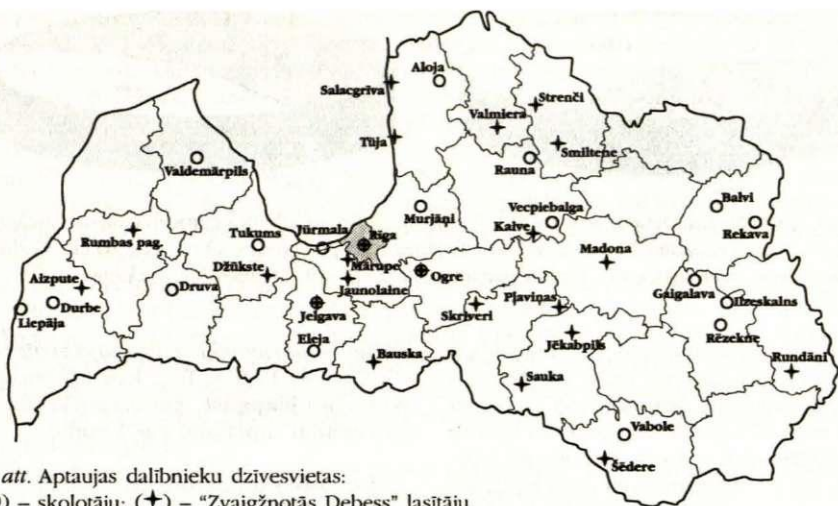 Aloja
Salacgrīva
Strenči
Valmiera
Tūja
Smiltene
Valdemārpils
Rauna
Balvi
Murjāņi
Vecpiebalga
Rekava
Rumbas pag.
Tukums
Jūrmala
Rīga
Kaive
Madona
Mārupe
Ogre
Aizpute
Džūkste
Jaunolaine
Gaigalava
Ilzeskalns
Durbe
Druva
Pļaviņas
Liepāja
Jelgava
Skrīveri
Rēzekne
Jēkabpils
Eleja
Bauska
Rundāni
Sauka
Vabole
Šēdere
att. Aptaujas dalībnieku dzīvesvietas:
) – skolotāju; (✦) – “Zvaigžņotās Debess” lasītāju